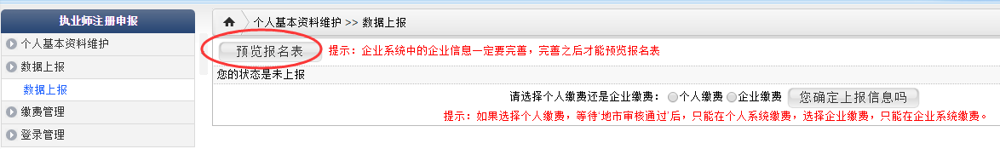 执业师注册申报
个人基本资料维护
数据上报
数据上报
缴费管理
登录管理
个人基本资料维护 >> 数据上报
预览报名表 提示：企业系统中的企业信息一定要完善，完善之后才能预览报名表
您的状态是未上报
请选择个人缴费还是企业缴费： 个人缴费 企业缴费 您确定上报信息吗
提示：如果选择个人缴费，等待'地市审核通过'后，只能在个人系统缴费，选择企业缴费，只能在企业系统缴费。